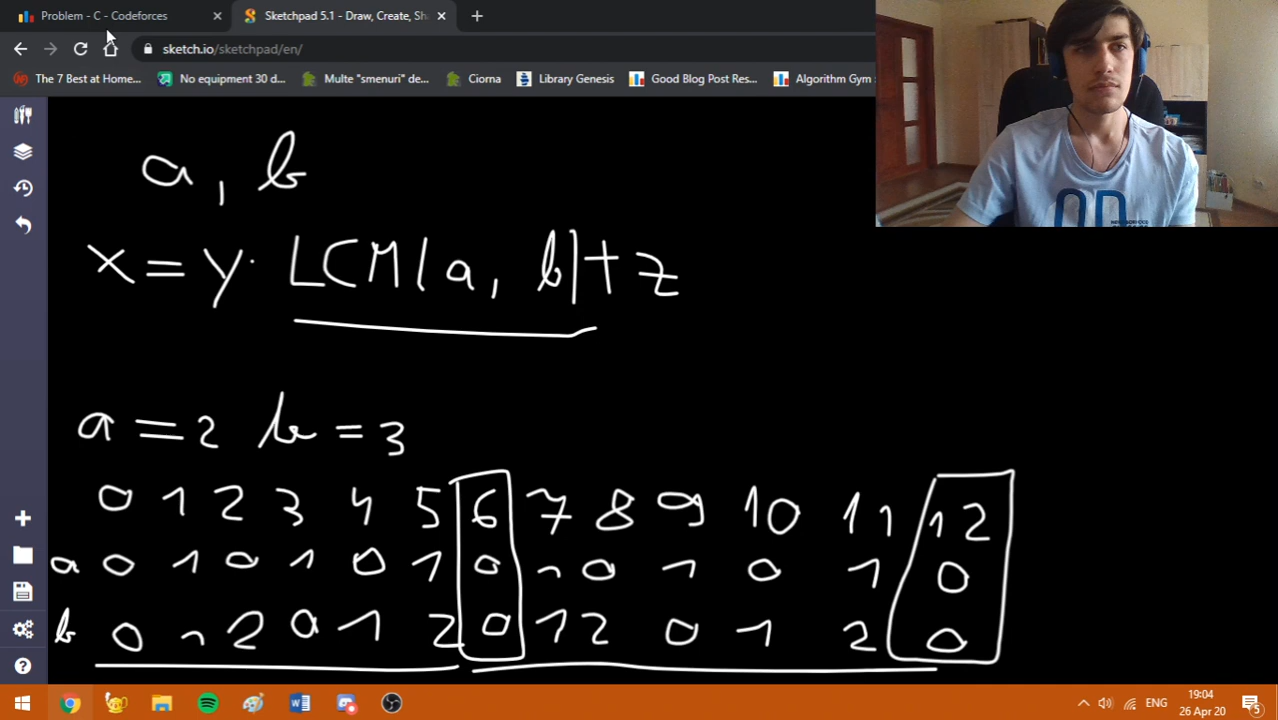 Problem - C - Codeforces
Sketchpad 5.1 - Draw, Create, Sh
sketch.io/sketchpad/en/
The 7 Best at Home...
No equipment 30 d...
Multe "smenuri" de...
Cioma
Library Genesis
Good Blog Post Res...
Algorithm Gym
a, b
x = y · LCM(a, b) + z
a = 2 b = 3
0 1 2 3 4 5 6 7 8 9 10 11 12
a 0 1 0 1 0 1 0 1 0 1 0 1 0
b 0 1 2 0 1 2 0 1 2 0 1 2 0
ENG
19:04
26 Apr 20
5